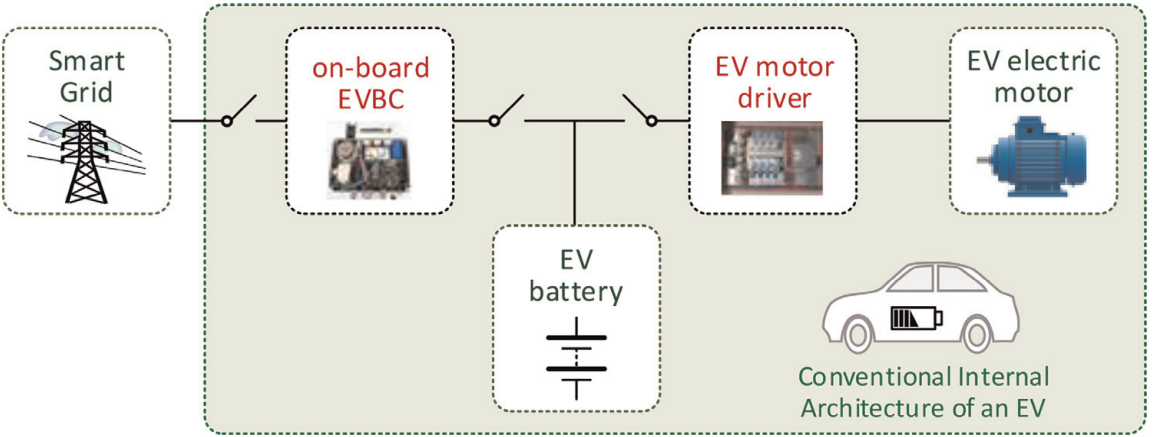 Smart
Grid
on-board
EVBC
EV motor
driver
EV electric
motor
EV
battery
Conventional Internal
Architecture of an EV